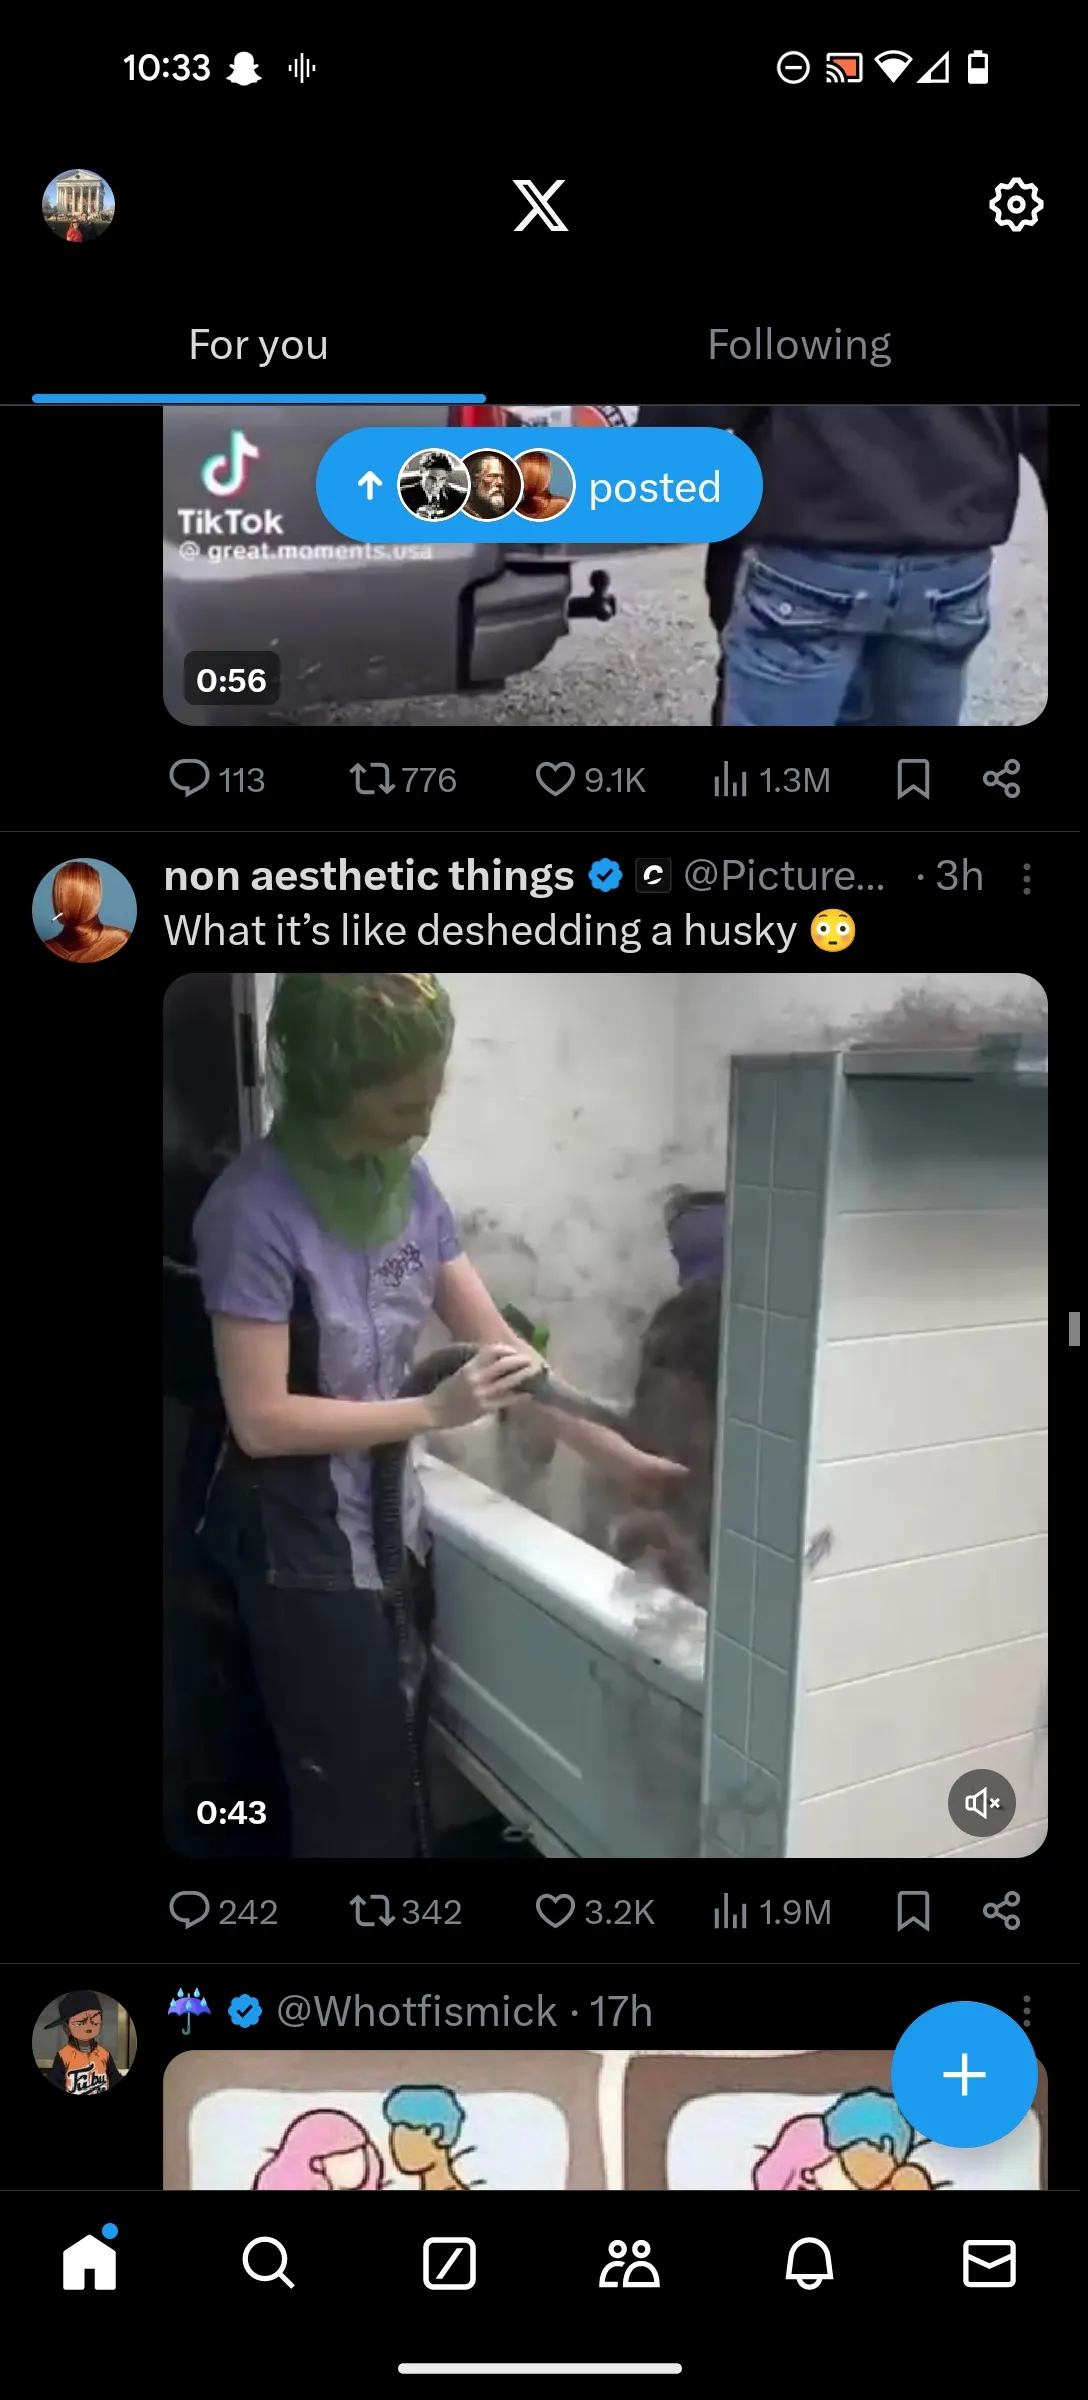 10:33
For you
Following
posted
TikTok
@ great.moments.usa
0:56
113 776 9.1K 1.3M
non aesthetic things @Picture... · 3h
What it’s like deshedding a husky 😳
0:43
242 342 3.2K 1.9M
☔ @Whotfismick · 17h